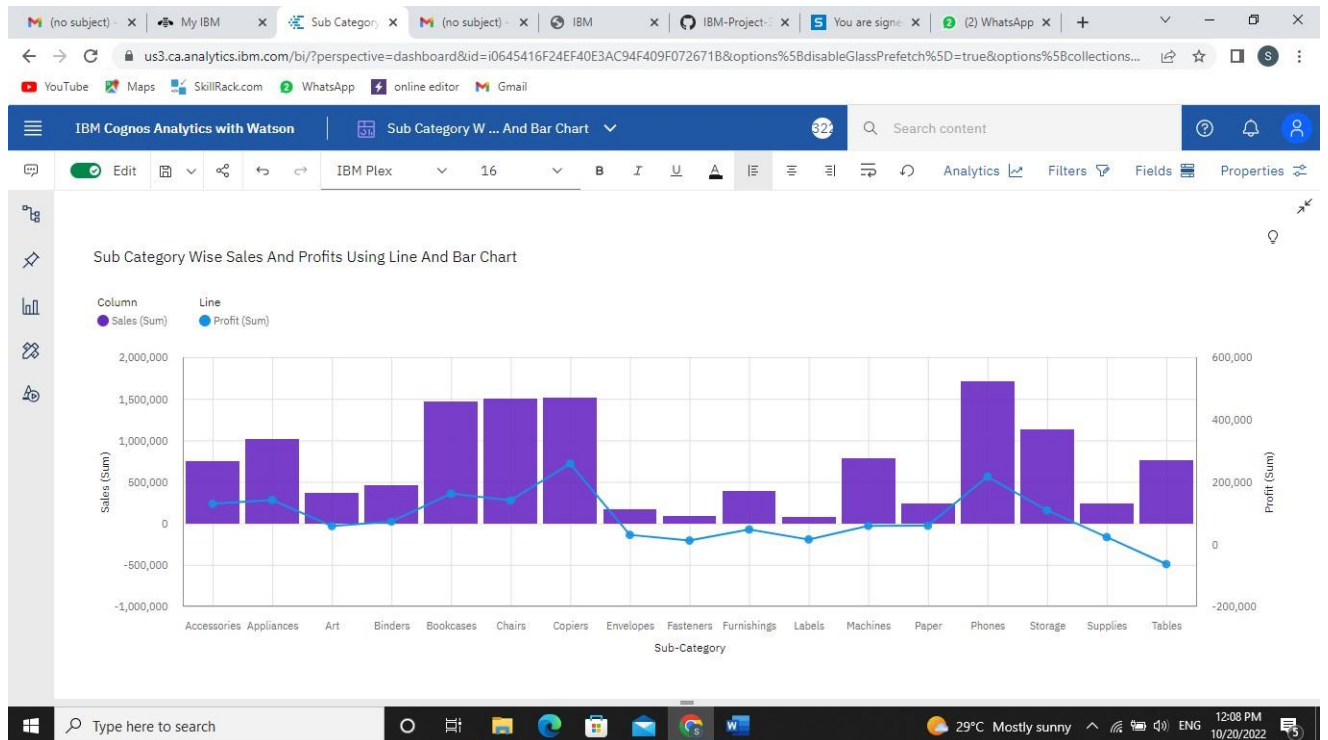 (no subject) - My IBM Sub Category (no subject) - IBM IBM-Project- You are signe (2) WhatsApp
us3.ca.analytics.ibm.com/bi/?perspective=dashboard&id=i0645416F24EF40E3AC94F409F072671B&options%5BdisableGlassPrefetch%5D=true&options%5Bcollections...
YouTube Maps SkillRack.com WhatsApp online editor Gmail
IBM Cognos Analytics with Watson Sub Category W ... And Bar Chart 322 Search content
Edit IBM Plex 16 B I U A Analytics Filters Fields Properties
Sub Category Wise Sales And Profits Using Line And Bar Chart
Column Line
Sales (Sum) Profit (Sum)
2,000,000 600,000
1,500,000
400,000
1,000,000
500,000 200,000
0
0
-500,000
-1,000,000 -200,000
Sales (Sum)
Profit (Sum)
Accessories Appliances Art Binders Bookcases Chairs Copiers Envelopes Fasteners Furnishings Labels Machines Paper Phones Storage Supplies Tables
Sub-Category
Type here to search 29°C Mostly sunny ENG 12:08 PM
10/20/2022